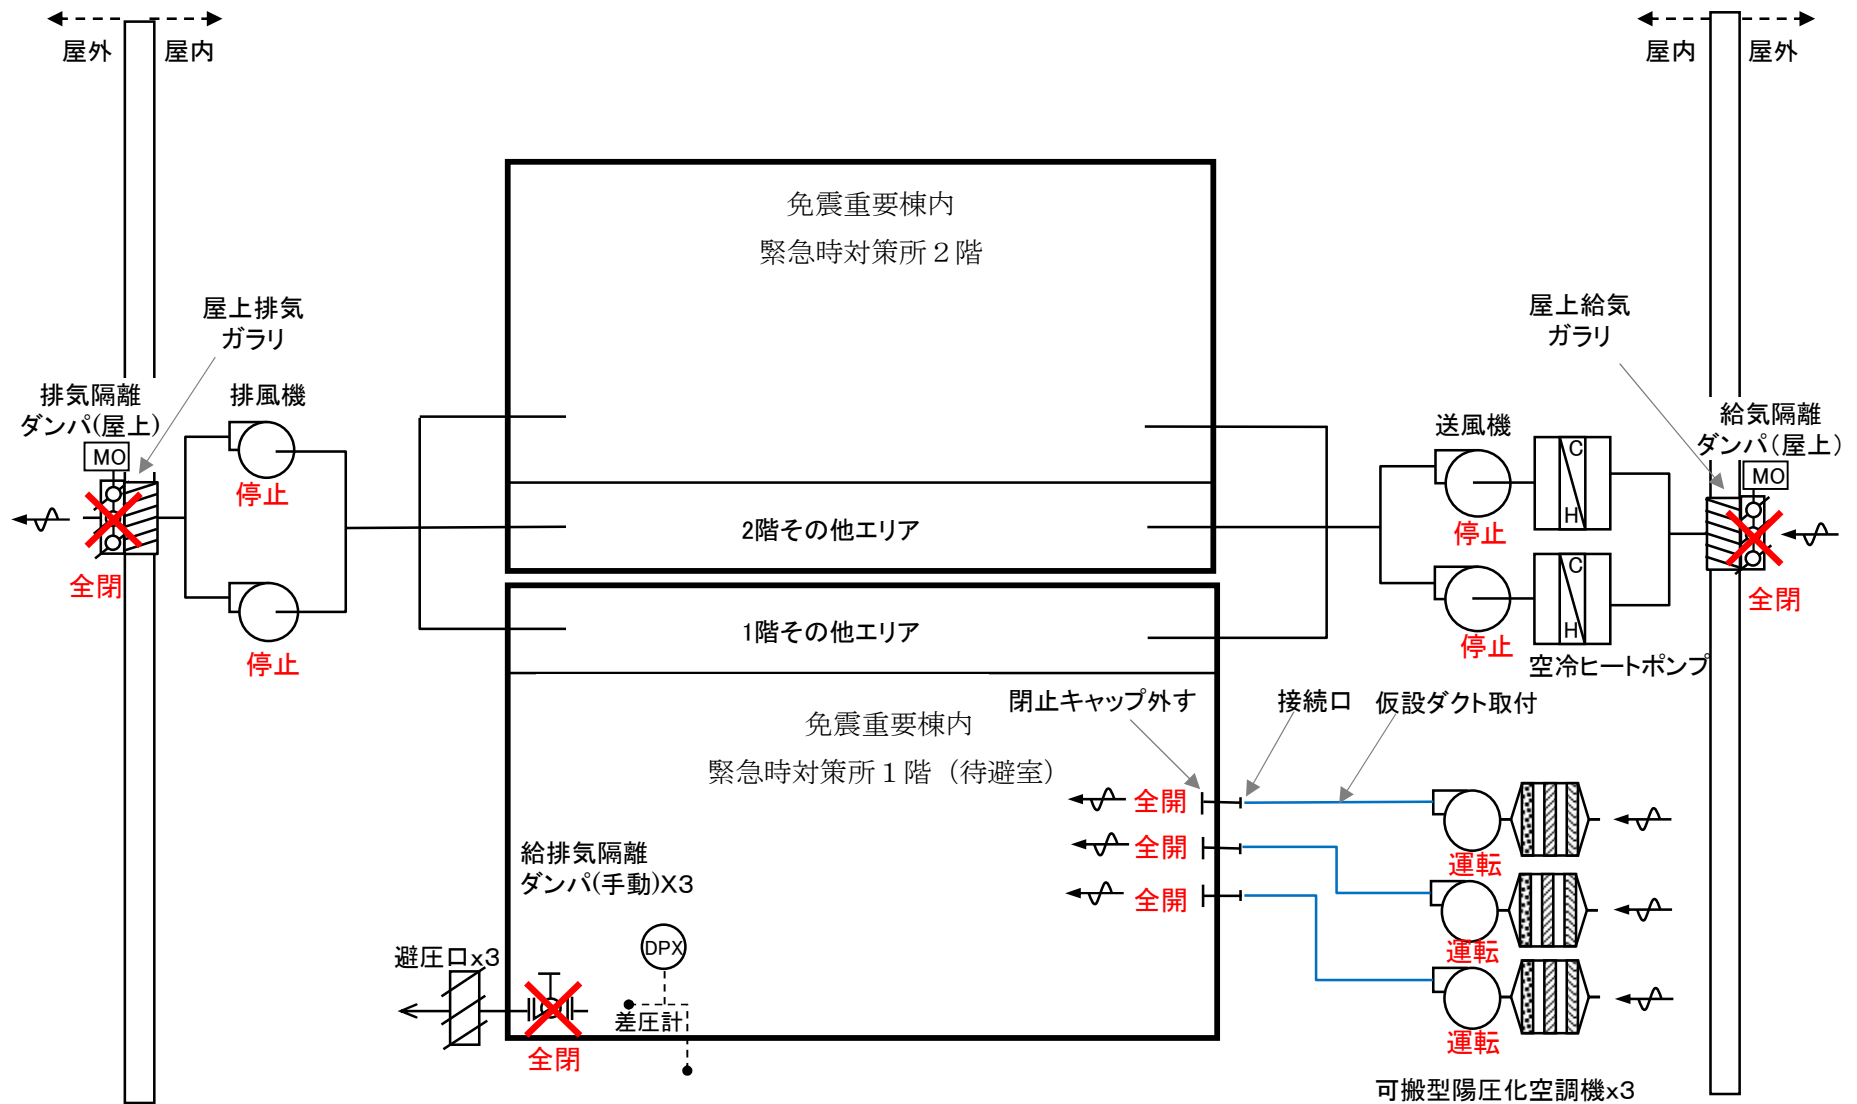 屋外
屋内
屋内
屋外
免震重要棟内
緊急時対策所２階
屋上排気
ガラリ
屋上給気
ガラリ
排気隔離
ダンパ(屋上)
MO
排風機
停止
全閉
停止
送風機
停止
停止
C
H
C
H
空冷ヒートポンプ
給気隔離
ダンパ(屋上)
MO
全閉
2階その他エリア
1階その他エリア
免震重要棟内
緊急時対策所１階（待避室）
閉止キャップ外す
接続口
仮設ダクト取付
全開
全開
全開
運転
運転
運転
給排気隔離
ダンパ(手動)X3
避圧口x3
DPX
差圧計
全閉
可搬型陽圧化空調機x3